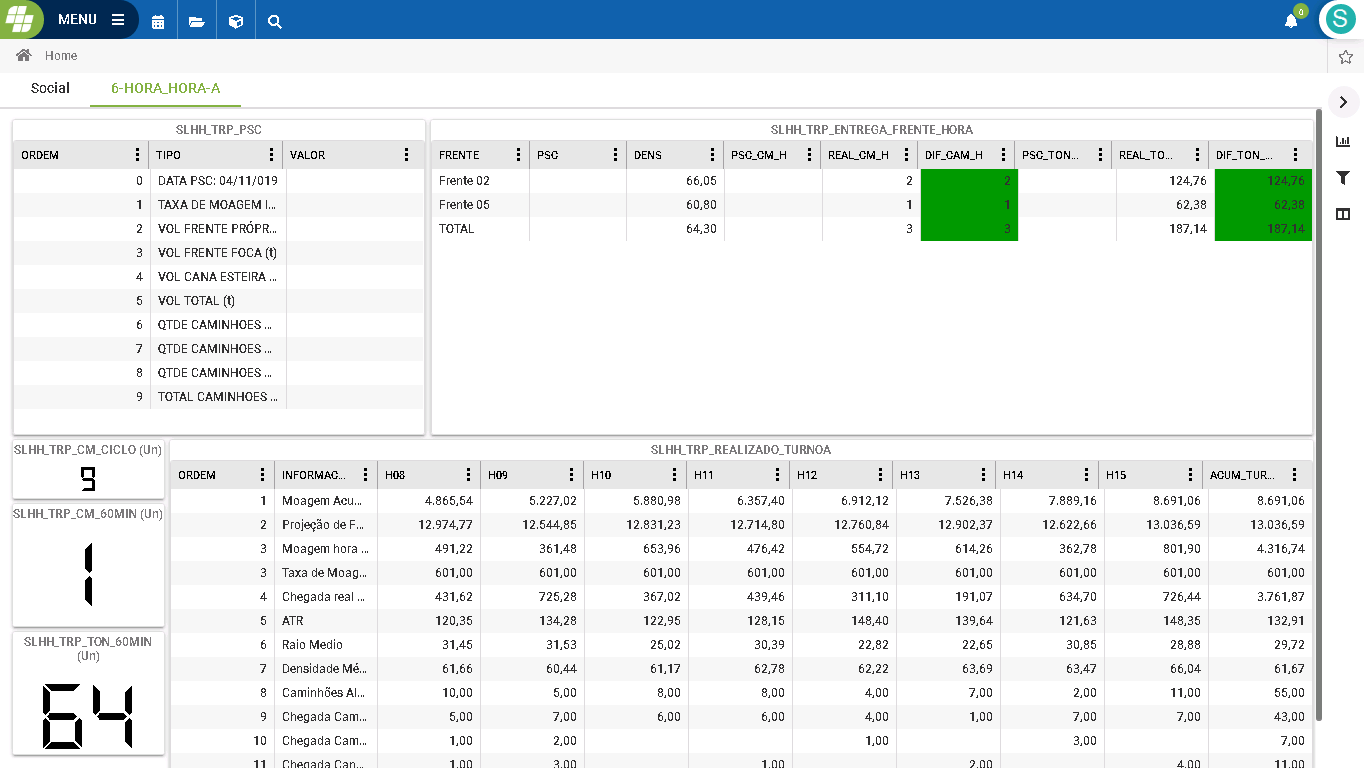 MENU
0
S
Home
Social 6-HORA_HORA-A
SLHH_TRP_PSC
ORDEM TIPO VALOR
0 DATA PSC: 04/11/019
1 TAXA DE MOAGEM I...
2 VOL FRENTE PRÓPR...
3 VOL FRENTE FOCA (t)
4 VOL CANA ESTEIRA ...
5 VOL TOTAL (t)
6 QTDE CAMINHOES ...
7 QTDE CAMINHOES ...
8 QTDE CAMINHOES ...
9 TOTAL CAMINHOES ...
SLHH_TRP_ENTREGA_FRENTE_HORA
FRENTE PSC DENS PSC_CM_H REAL_CM_H DIF_CAM_H PSC_TON... REAL_TO... DIF_TON_...
Frente 02 66,05 2 2 124,76 124,76
Frente 05 60,80 1 1 62,38 62,38
TOTAL 64,30 3 3 187,14 187,14
SLHH_TRP_CM_CICLO (Un)
9
SLHH_TRP_CM_60MIN (Un)
1
SLHH_TRP_TON_60MIN
(Un)
64
SLHH_TRP_REALIZADO_TURNOA
ORDEM INFORMAC... H08 H09 H10 H11 H12 H13 H14 H15 ACUM_TUR...
1 Moagem Acu... 4.865,54 5.227,02 5.880,98 6.357,40 6.912,12 7.526,38 7.889,16 8.691,06 8.691,06
2 Projeção de F... 12.974,77 12.544,85 12.831,23 12.714,80 12.760,84 12.902,37 12.622,66 13.036,59 13.036,59
3 Moagem hora ... 491,22 361,48 653,96 476,42 554,72 614,26 362,78 801,90 4.316,74
3 Taxa de Moag... 601,00 601,00 601,00 601,00 601,00 601,00 601,00 601,00 601,00
4 Chegada real ... 431,62 725,28 367,02 439,46 311,10 191,07 634,70 726,44 3.761,87
5 ATR 120,35 134,28 122,95 128,15 148,40 139,64 121,63 148,35 132,91
6 Raio Medio 31,45 31,53 25,02 30,39 22,82 22,65 30,85 28,88 29,72
7 Densidade Mé... 61,66 60,44 61,17 62,78 62,22 63,69 63,47 66,04 61,67
8 Caminhões Al... 10,00 5,00 8,00 8,00 4,00 7,00 2,00 11,00 55,00
9 Chegada Cam... 5,00 7,00 6,00 6,00 4,00 1,00 7,00 7,00 43,00
10 Chegada Cam... 1,00 2,00 1,00 3,00 7,00
11 Chegada Can... 1,00 3,00 1,00 2,00 4,00 11,00